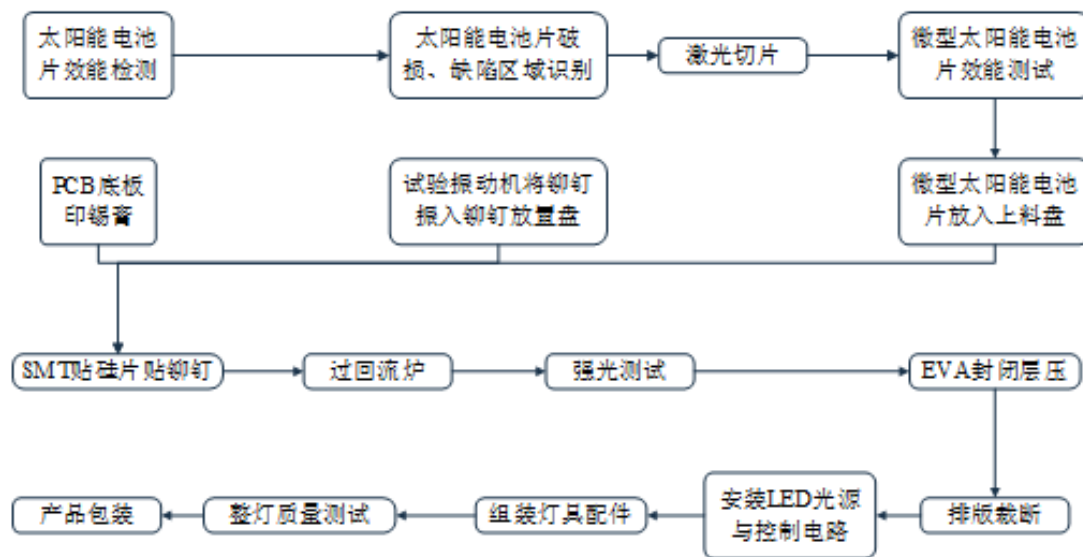 太阳能电池
片效能检测
太阳能电池片破
损、缺陷区域识别
激光切片
微型太阳能电池
片效能测试
PCB底板
印锡膏
试验振动机将铆钉
振入铆钉放置盘
微型太阳能电池
片放入上料盘
SMT贴硅片贴铆钉
过回流炉
强光测试
EVA封闭层压
产品包装
整灯质量测试
组装灯具配件
安装LED光源
与控制电路
排版裁断